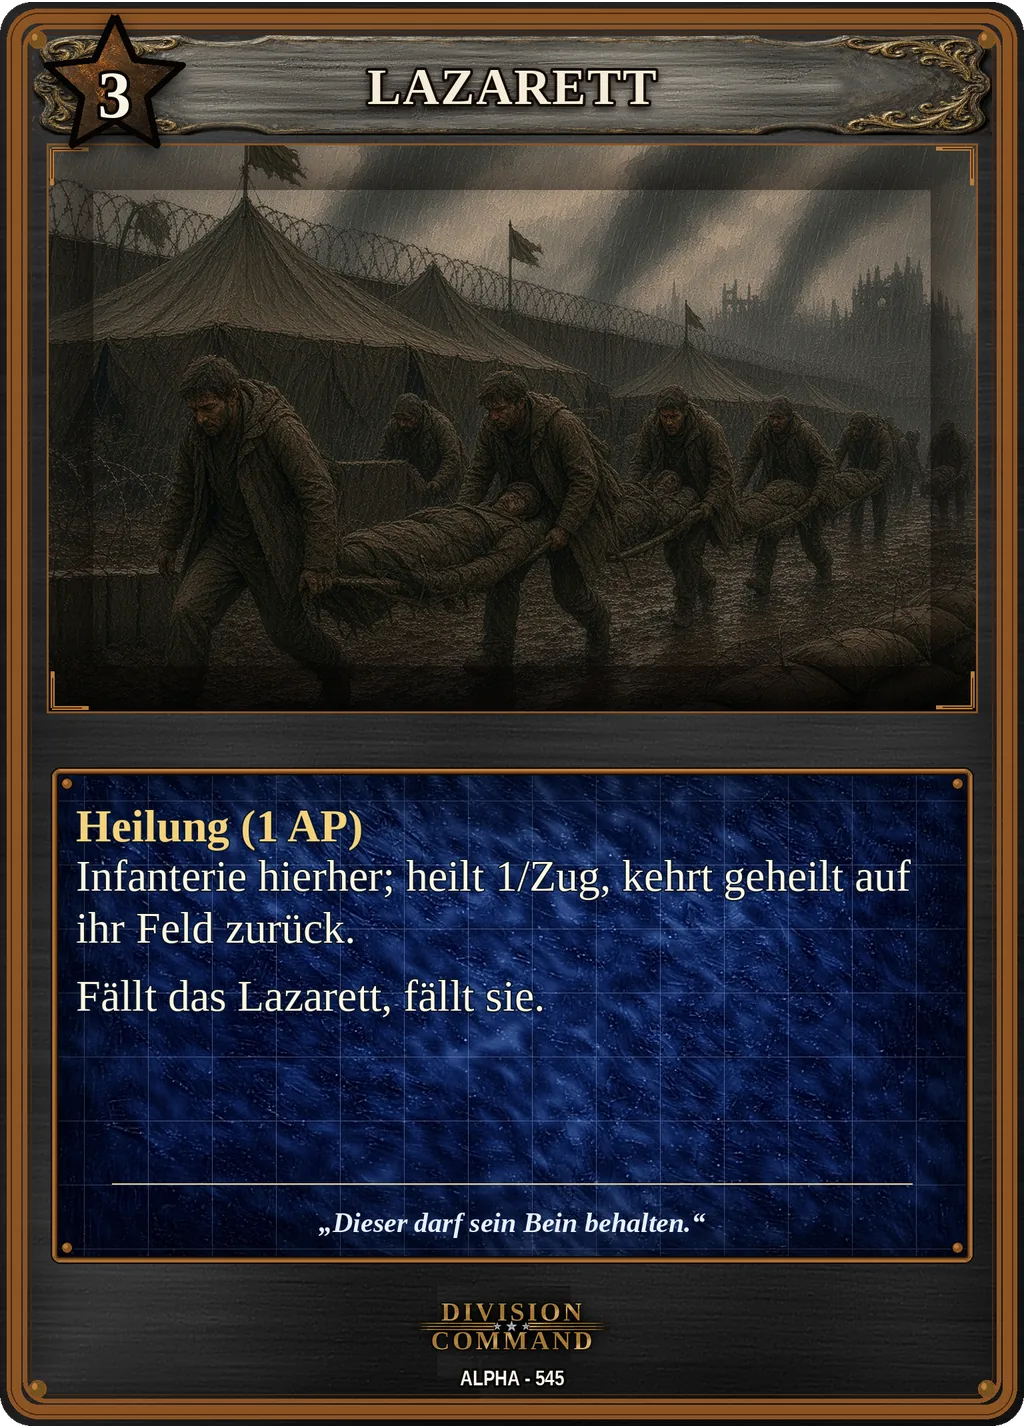 3
LAZARETT
Heilung (1 AP)
Infanterie hierher; heilt 1/Zug, kehrt geheilt auf
ihr Feld zurück.
Fällt das Lazarett, fällt sie.
„Dieser darf sein Bein behalten.“
DIVISION
COMMAND
ALPHA - 545